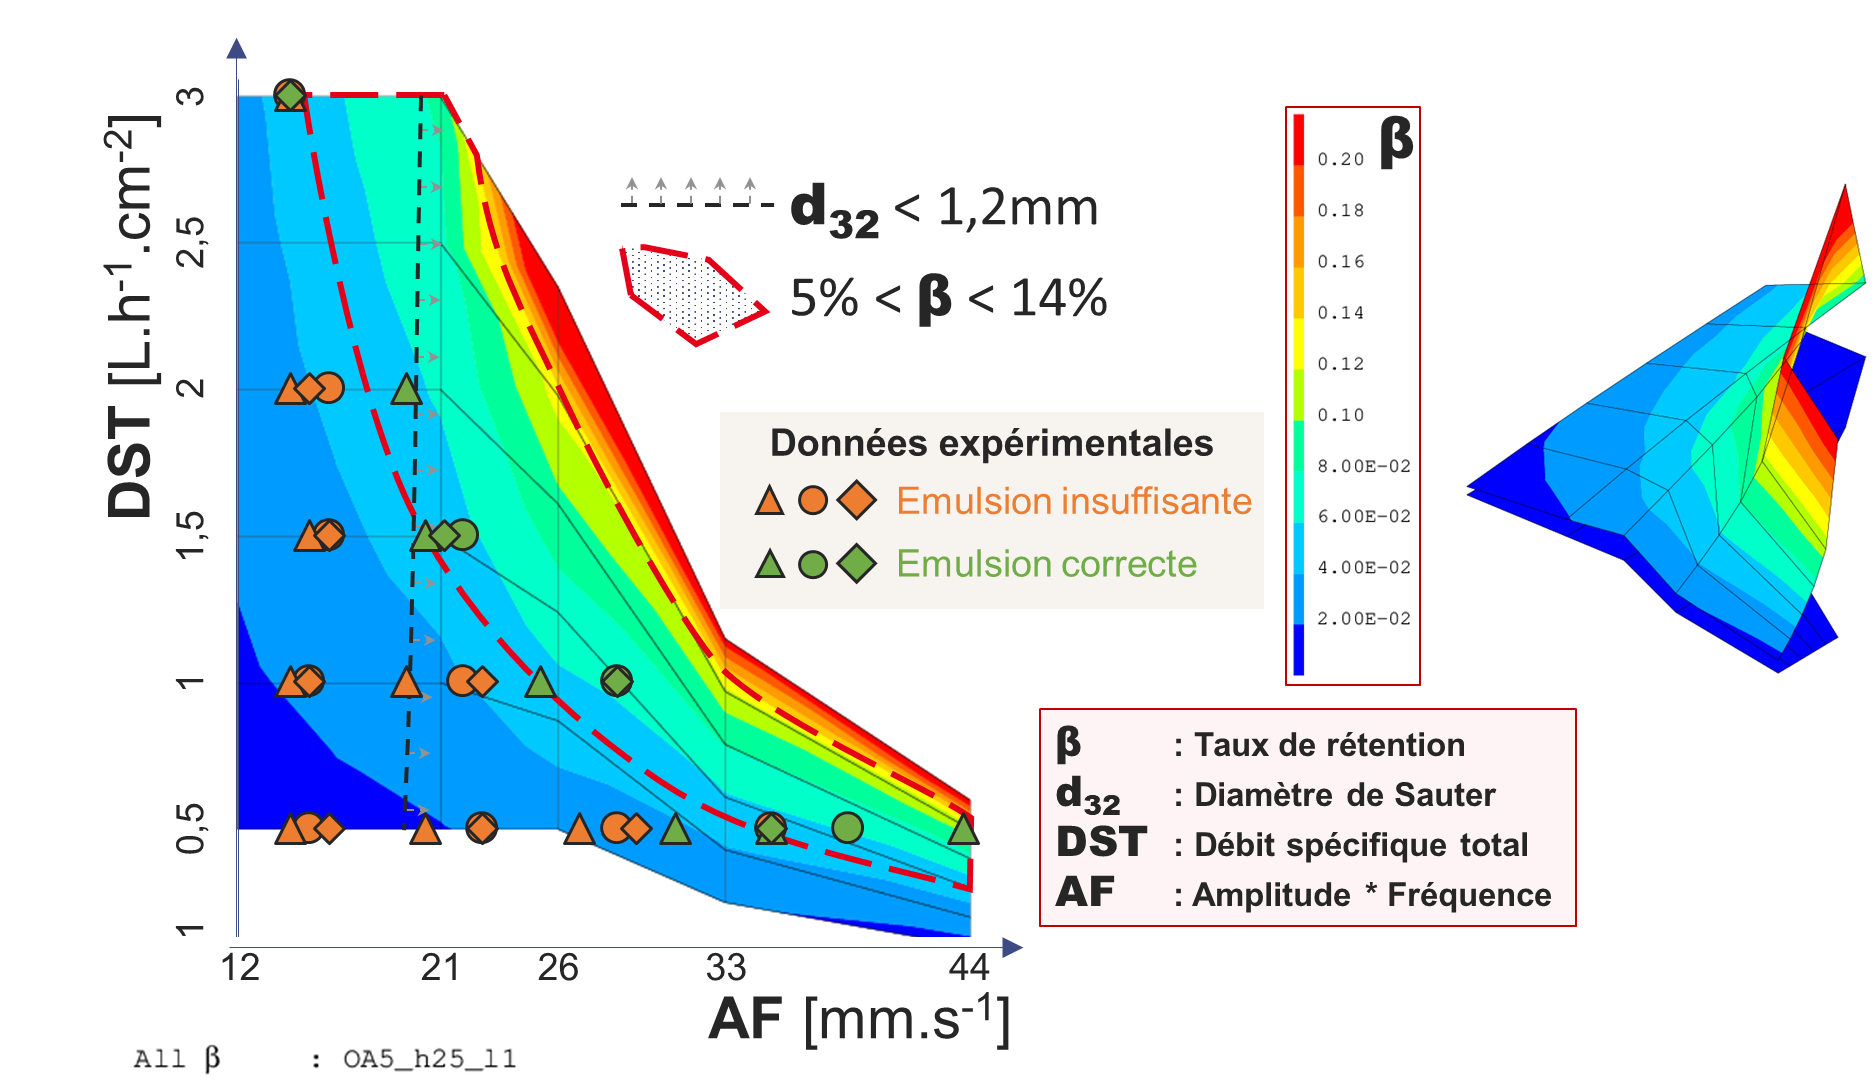 DST [L.h-1.cm-2]
3
2,5
2
1,5
1
0,5
1
12 21 26 33 44
AF [mm.s-1]
d32 < 1,2mm
5% < β < 14%
Données expérimentales
Emulsion insuffisante
Emulsion correcte
β
0.20
0.18
0.16
0.14
0.12
0.10
8.00E-02
6.00E-02
4.00E-02
2.00E-02
β : Taux de rétention
d32 : Diamètre de Sauter
DST : Débit spécifique total
AF : Amplitude * Fréquence
All β : OA5_h25_l1